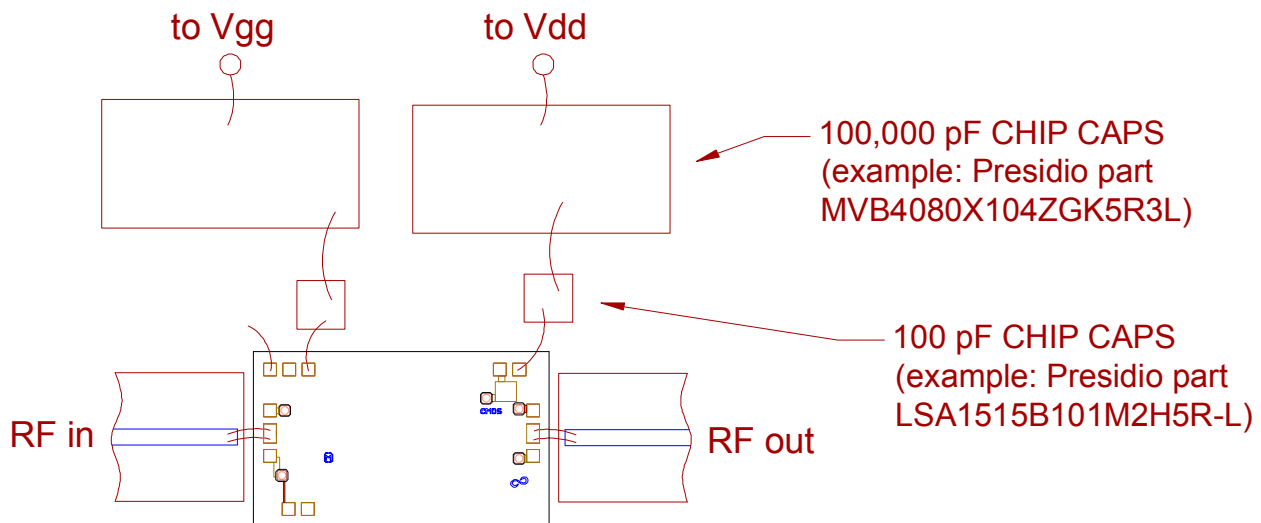 to Vgg
to Vdd
100,000 pF CHIP CAPS
(example: Presidio part
MVB4080X104ZGK5R3L)
100 pF CHIP CAPS
(example: Presidio part
LSA1515B101M2H5R-L)
RF in
CMDS
M
RF out